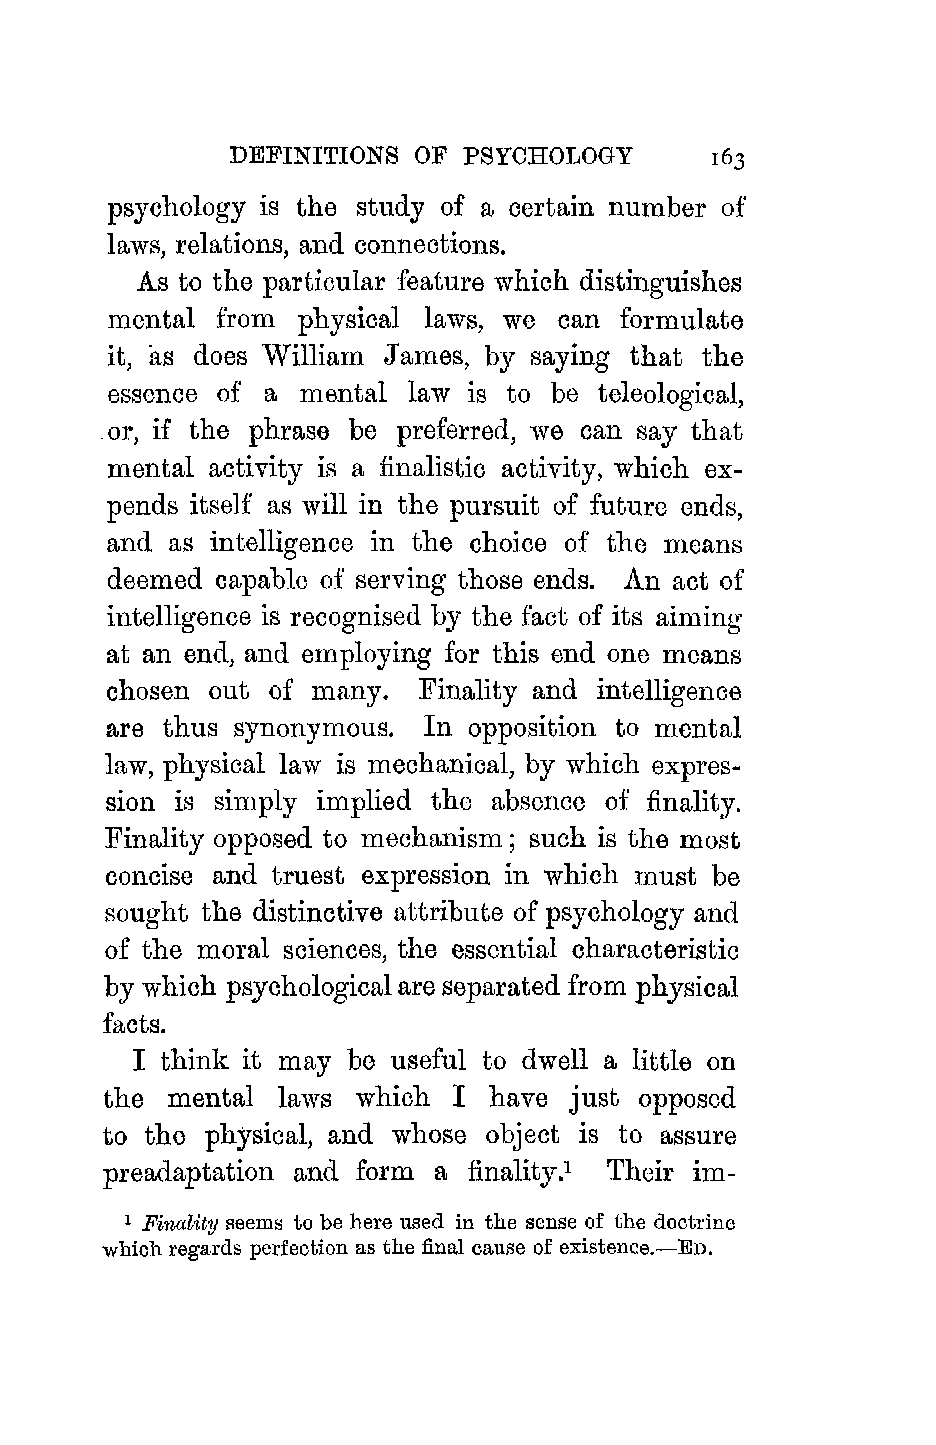 DEFINITIONS OF PSYCHOLOGY 163
psychology is the study of a certain number of
laws, relations, and connections.
As to the particular feature which distinguishes
mental from physical laws, we can formulate
it, as does William James, by saying that the
essence of a mental law is to be teleological,
or, if the phrase be preferred, we can say that
mental activity is a finalistic activity, which ex-
pends itself as will in the pursuit of future ends,
and as intelligence in the choice of the means
deemed capable of serving those ends. An act of
intelligence is recognised by the fact of its aiming
at an end, and employing for this end one means
chosen out of many. Finality and intelligence
are thus synonymous. In opposition to mental
law, physical law is mechanical, by which expres-
sion is simply implied the absence of finality.
Finality opposed to mechanism; such is the most
concise and truest expression in which must be
sought the distinctive attribute of psychology and
of the moral sciences, the essential characteristic
by which psychological are separated from physical
facts.
I think it may be useful to dwell a little on
the mental laws which I have just opposed
to the physical, and whose object is to assure
preadaptation and form a finality.¹ Their im-
¹ Finality seems to be here used in the sense of the doctrine
which regards perfection as the final cause of existence.—ED.